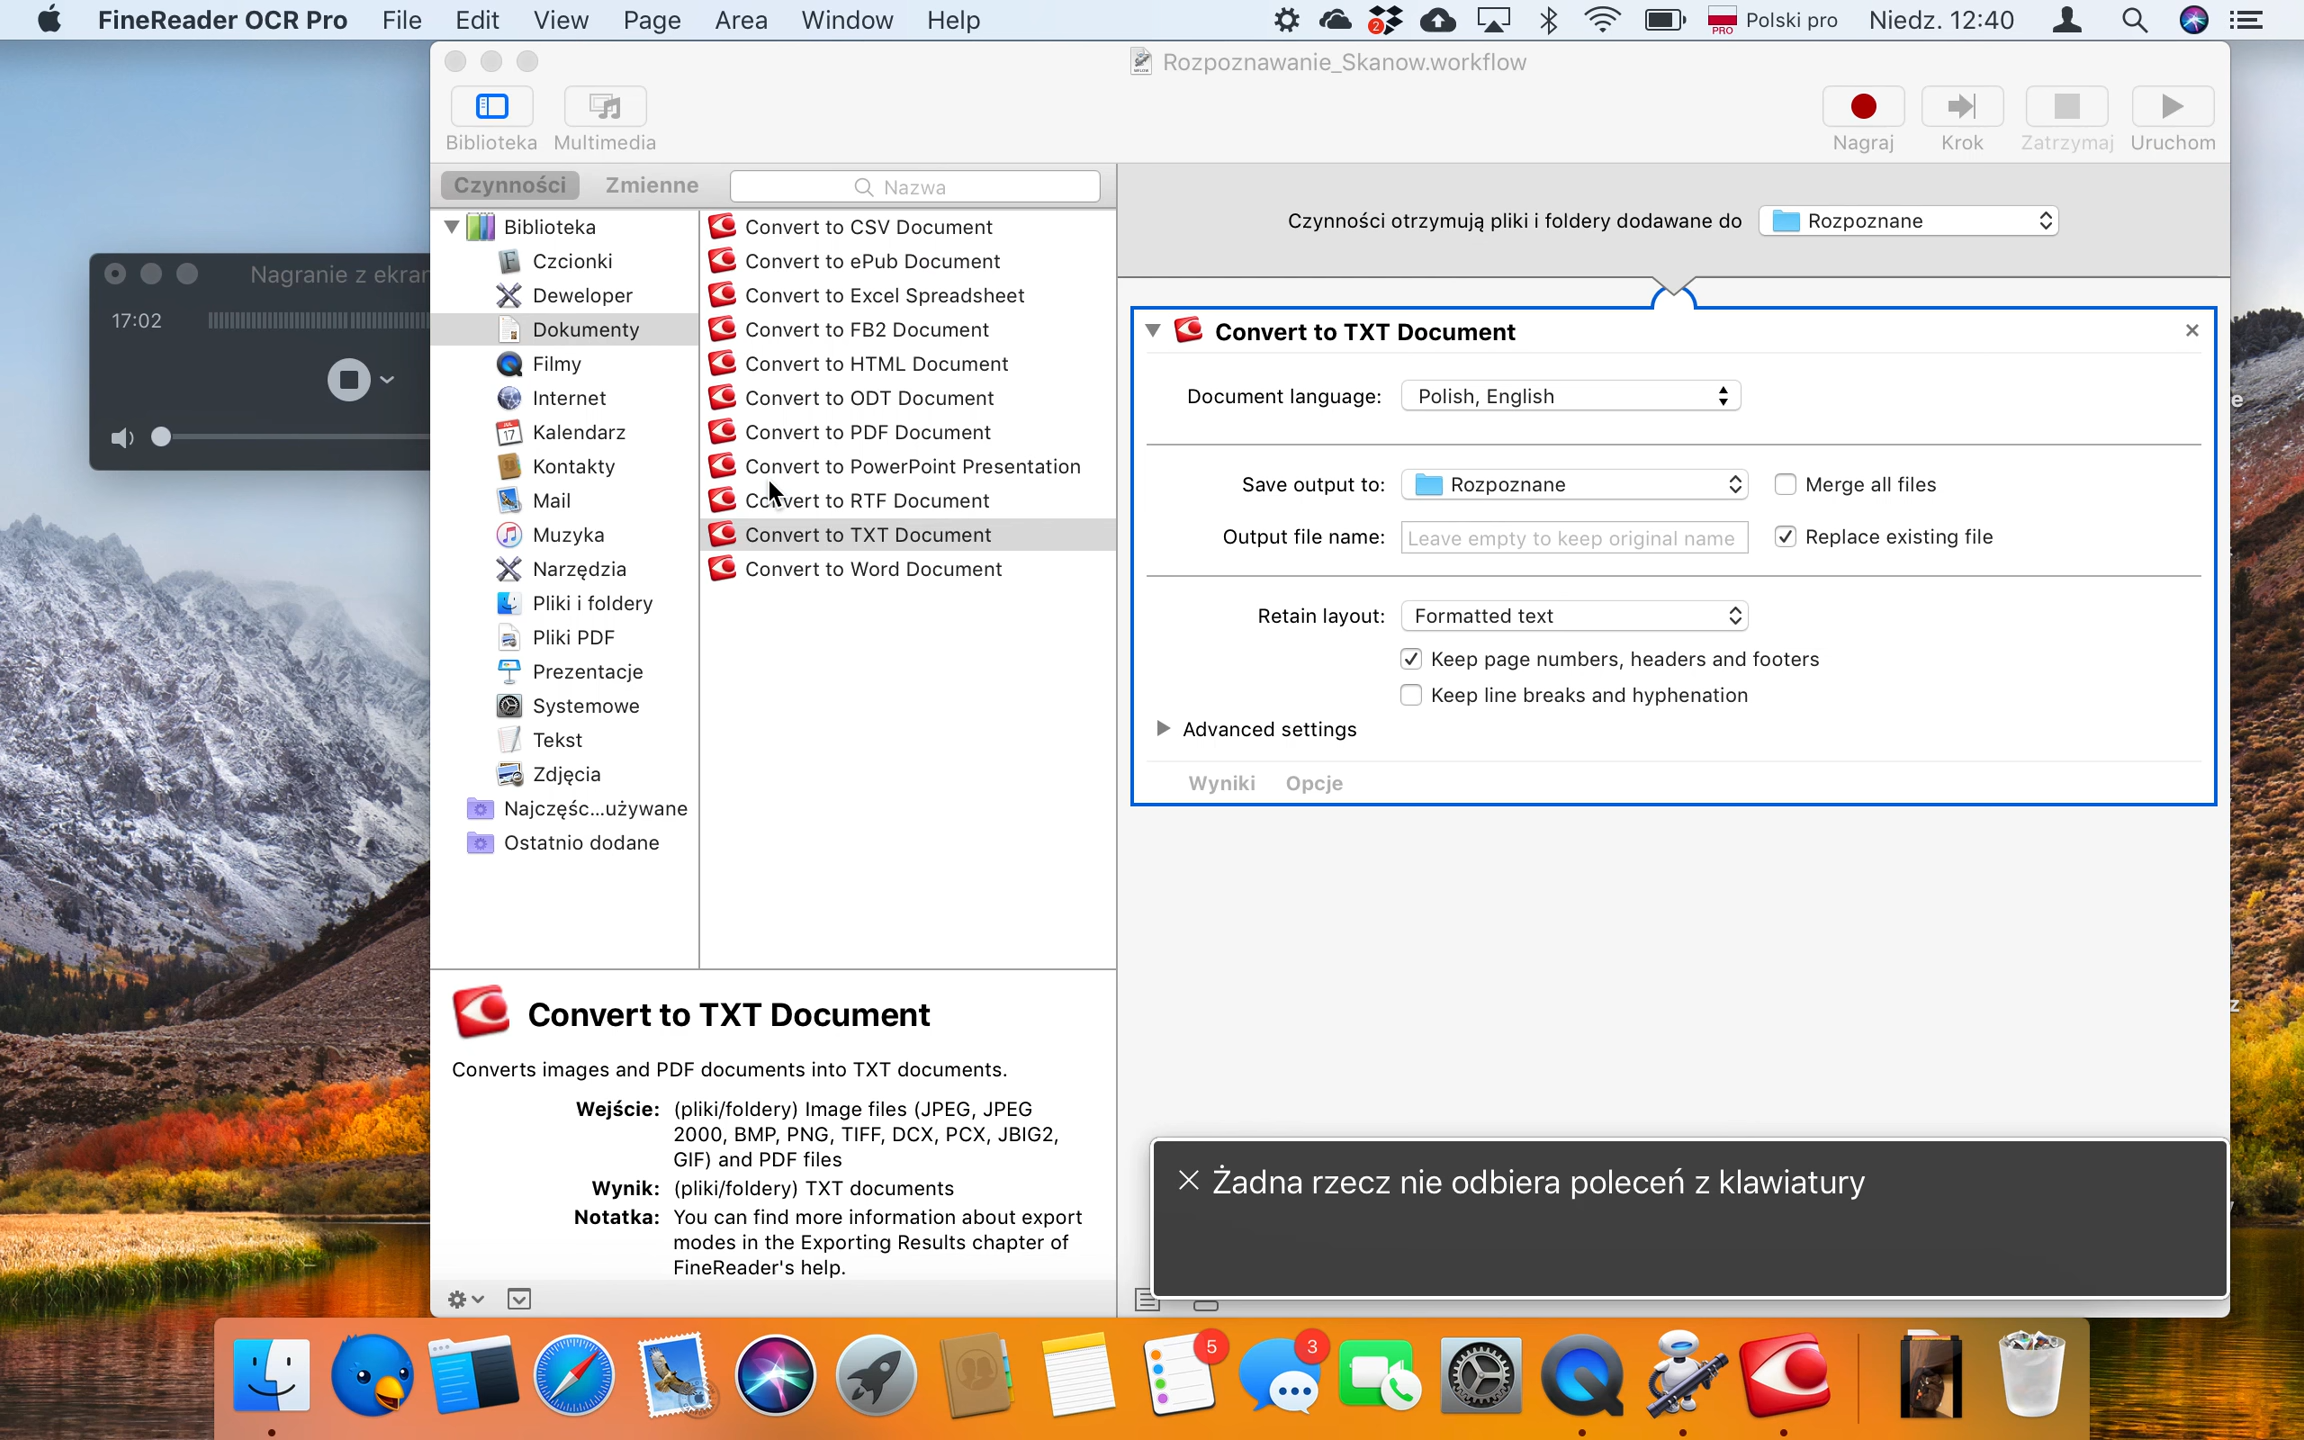 FineReader OCR Pro File Edit View Page Area Window Help
2 PRO Polski pro Niedz. 12:40
Rozpoznawanie_Skanow.workflow
Biblioteka Multimedia
Nagraj Krok Zatrzymaj Uruchom
Czynności Zmienne Nazwa
Nagranie z ekran
17:02
Biblioteka
Czcionki
Deweloper
Dokumenty
Filmy
Internet
Kalendarz
Kontakty
Mail
Muzyka
Narzędzia
Pliki i foldery
Pliki PDF
Prezentacje
Systemowe
Tekst
Zdjęcia
Najczęśc...używane
Ostatnio dodane
Convert to CSV Document
Convert to ePub Document
Convert to Excel Spreadsheet
Convert to FB2 Document
Convert to HTML Document
Convert to ODT Document
Convert to PDF Document
Convert to PowerPoint Presentation
Convert to RTF Document
Convert to TXT Document
Convert to Word Document
Czynności otrzymują pliki i foldery dodawane do Rozpoznane
Convert to TXT Document
Document language: Polish, English
Save output to: Rozpoznane Merge all files
Output file name: Leave empty to keep original name Replace existing file
Retain layout: Formatted text
Keep page numbers, headers and footers
Keep line breaks and hyphenation
Advanced settings
Wyniki Opcje
Convert to TXT Document
Converts images and PDF documents into TXT documents.
Wejście: (pliki/foldery) Image files (JPEG, JPEG
2000, BMP, PNG, TIFF, DCX, PCX, JBIG2,
GIF) and PDF files
Wynik: (pliki/foldery) TXT documents
Notatka: You can find more information about export
modes in the Exporting Results chapter of
FineReader's help.
Żadna rzecz nie odbiera poleceń z klawiatury
5 3